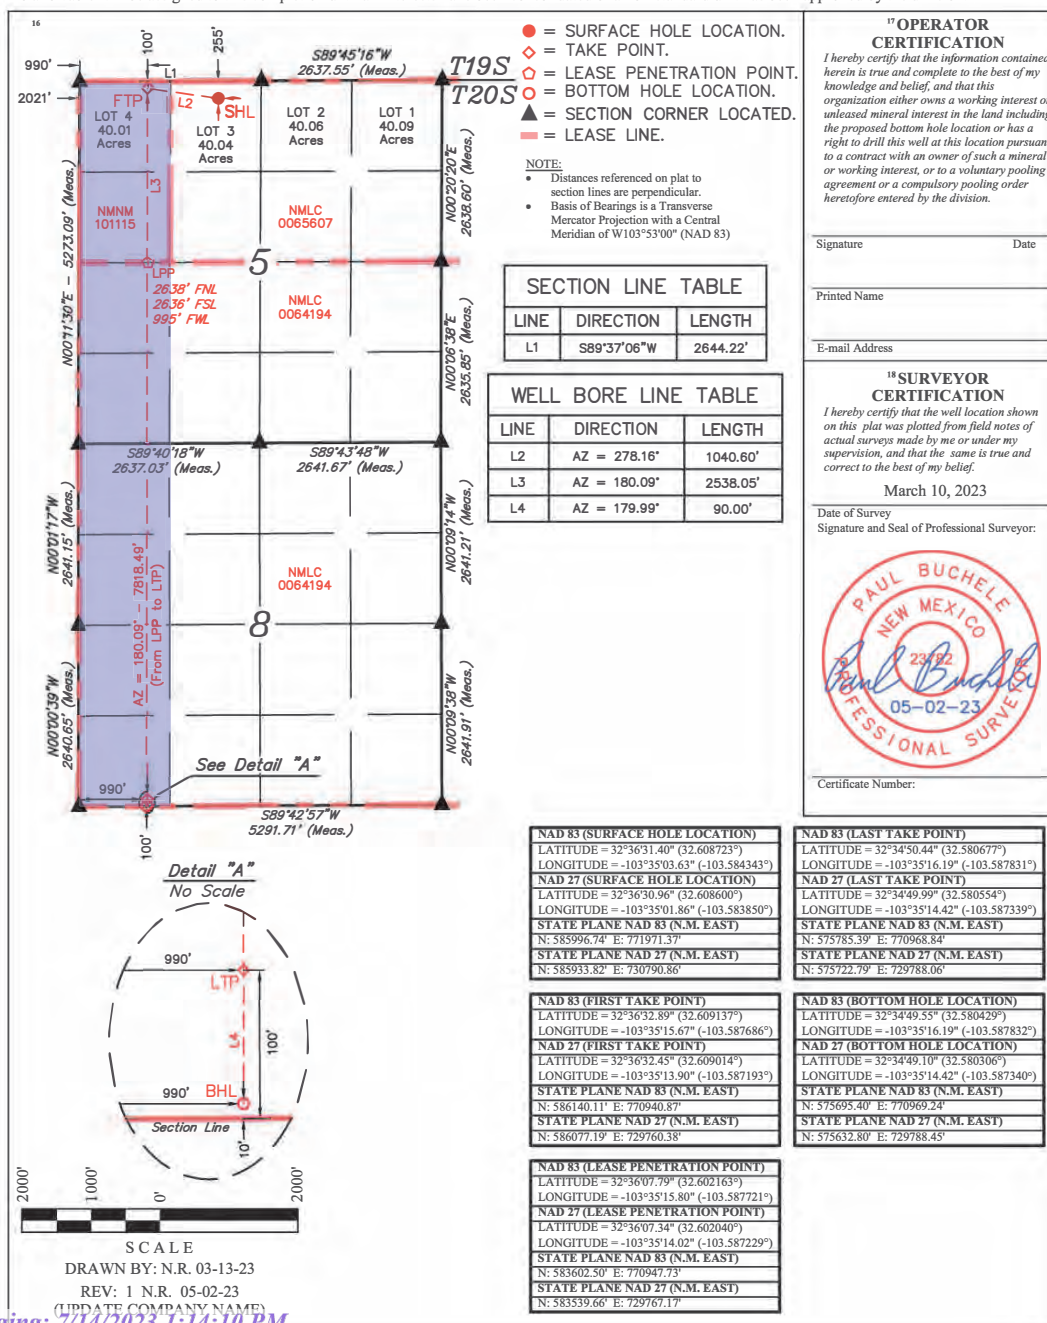 16
100'
255'
S89°45'16"W
2637.55' (Meas.)
990'
L1
T19S
T20S
2021'
FTP
L2
SHL
LOT 4
40.01
Acres
LOT 3
40.04
Acres
LOT 2
40.06
Acres
LOT 1
40.09
Acres
N00°20'20"E
2638.60' (Meas.)
L3
NMNM
101115
NMLC
0065607
N00°11'30"E - 5273.09' (Meas.)
5
LPP
2638' FNL
2636' FSL
995' FWL
NMLC
0064194
N00°06'38"E
2635.85' (Meas.)
S89°40'18"W
2637.03' (Meas.)
S89°43'48"W
2641.67' (Meas.)
N00°01'17"W
2641.15' (Meas.)
N00°09'14"W
2641.21' (Meas.)
NMLC
0064194
AZ = 180.09° - 7818.49'
(From LPP to LTP)
8
N00°00'39"W
2640.65' (Meas.)
N00°09'38"W
2641.91' (Meas.)
See Detail "A"
990'
S89°42'57"W
5291.71' (Meas.)
100'
= SURFACE HOLE LOCATION.
= TAKE POINT.
= LEASE PENETRATION POINT.
= BOTTOM HOLE LOCATION.
= SECTION CORNER LOCATED.
= LEASE LINE.
NOTE:
• Distances referenced on plat to
section lines are perpendicular.
• Basis of Bearings is a Transverse
Mercator Projection with a Central
Meridian of W103°53'00" (NAD 83)
SECTION LINE TABLE
LINE DIRECTION LENGTH
L1 S89°37'06"W 2644.22'
WELL BORE LINE TABLE
LINE DIRECTION LENGTH
L2 AZ = 278.16° 1040.60'
L3 AZ = 180.09° 2538.05'
L4 AZ = 179.99° 90.00'
17 OPERATOR
CERTIFICATION
I hereby certify that the information contained
herein is true and complete to the best of my
knowledge and belief, and that this
organization either owns a working interest or
unleased mineral interest in the land including
the proposed bottom hole location or has a
right to drill this well at this location pursuant
to a contract with an owner of such a mineral
or working interest, or to a voluntary pooling
agreement or a compulsory pooling order
heretofore entered by the division.
Signature Date
Printed Name
E-mail Address
18 SURVEYOR
CERTIFICATION
I hereby certify that the well location shown
on this plat was plotted from field notes of
actual surveys made by me or under my
supervision, and that the same is true and
correct to the best of my belief.
March 10, 2023
Date of Survey
Signature and Seal of Professional Surveyor:
PAUL BUCHELE
NEW MEXICO
23782
Paul Buchele
05-02-23
PROFESSIONAL SURVEYOR
Certificate Number:
Detail "A"
No Scale
990'
LTP
L4
100'
990'
BHL
Section Line
10'
2000'
1000'
0'
2000'
SCALE
DRAWN BY: N.R. 03-13-23
REV: 1 N.R. 05-02-23
(UPDATE COMPANY NAME)
ging: 7/14/2023 1:14:10 PM
NAD 83 (SURFACE HOLE LOCATION)
LATITUDE = 32°36'31.40" (32.608723°)
LONGITUDE = -103°35'03.63" (-103.584343°)
NAD 27 (SURFACE HOLE LOCATION)
LATITUDE = 32°36'30.96" (32.608600°)
LONGITUDE = -103°35'01.86" (-103.583850°)
STATE PLANE NAD 83 (N.M. EAST)
N: 585996.74' E: 771971.37'
STATE PLANE NAD 27 (N.M. EAST)
N: 585933.82' E: 730790.86'
NAD 83 (LAST TAKE POINT)
LATITUDE = 32°34'50.44" (32.580677°)
LONGITUDE = -103°35'16.19" (-103.587831°)
NAD 27 (LAST TAKE POINT)
LATITUDE = 32°34'49.99" (32.580554°)
LONGITUDE = -103°35'14.42" (-103.587339°)
STATE PLANE NAD 83 (N.M. EAST)
N: 575785.39' E: 770968.84'
STATE PLANE NAD 27 (N.M. EAST)
N: 575722.79' E: 729788.06'
NAD 83 (FIRST TAKE POINT)
LATITUDE = 32°36'32.89" (32.609137°)
LONGITUDE = -103°35'15.67" (-103.587686°)
NAD 27 (FIRST TAKE POINT)
LATITUDE = 32°36'32.45" (32.609014°)
LONGITUDE = -103°35'13.90" (-103.587193°)
STATE PLANE NAD 83 (N.M. EAST)
N: 586140.11' E: 770940.87'
STATE PLANE NAD 27 (N.M. EAST)
N: 586077.19' E: 729760.38'
NAD 83 (BOTTOM HOLE LOCATION)
LATITUDE = 32°34'49.55" (32.580429°)
LONGITUDE = -103°35'16.19" (-103.587832°)
NAD 27 (BOTTOM HOLE LOCATION)
LATITUDE = 32°34'49.10" (32.580306°)
LONGITUDE = -103°35'14.42" (-103.587340°)
STATE PLANE NAD 83 (N.M. EAST)
N: 575695.40' E: 770969.24'
STATE PLANE NAD 27 (N.M. EAST)
N: 575632.80' E: 729788.45'
NAD 83 (LEASE PENETRATION POINT)
LATITUDE = 32°36'07.79" (32.602163°)
LONGITUDE = -103°35'15.80" (-103.587721°)
NAD 27 (LEASE PENETRATION POINT)
LATITUDE = 32°36'07.34" (32.602040°)
LONGITUDE = -103°35'14.02" (-103.587229°)
STATE PLANE NAD 83 (N.M. EAST)
N: 583602.50' E: 770947.73'
STATE PLANE NAD 27 (N.M. EAST)
N: 583539.66' E: 729767.17'